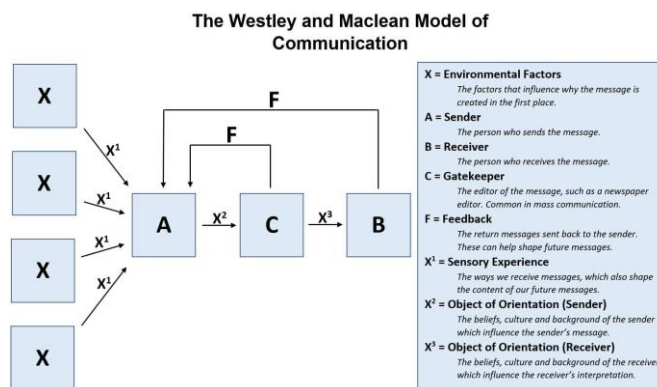 The Westley and Maclean Model of
Communication
X
X
X
X
X¹
X¹
X¹
X¹
F
F
A
X²
C
X³
B
X = Environmental Factors
The factors that influence why the message is
created in the first place.
A = Sender
The person who sends the message.
B = Receiver
The person who receives the message.
C = Gatekeeper
The editor of the message, such as a newspaper
editor. Common in mass communication.
F = Feedback
The return messages sent back to the sender.
These can help shape future messages.
X¹ = Sensory Experience
The ways we receive messages, which also shape
the content of our future messages.
X² = Object of Orientation (Sender)
The beliefs, culture and background of the sender
which influence the sender's message.
X³ = Object of Orientation (Receiver)
The beliefs, culture and background of the receiver
which influence the receiver's interpretation.